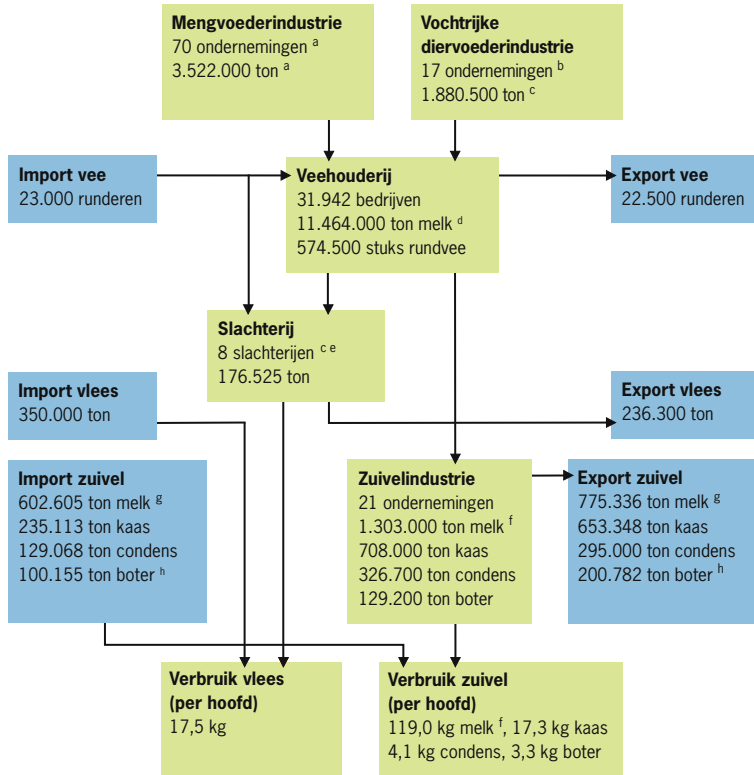 Mengvoederindustrie
70 ondernemingen a
3.522.000 ton a
Vochtrijke
diervoederindustrie
17 ondernemingen b
1.880.500 ton c
Import vee
23.000 runderen
Veehouderij
31.942 bedrijven
11.464.000 ton melk d
574.500 stuks rundvee
Export vee
22.500 runderen
Slachterij
8 slachterijen c e
176.525 ton
Import vlees
350.000 ton
Export vlees
236.300 ton
Import zuivel
602.605 ton melk g
235.113 ton kaas
129.068 ton condens
100.155 ton boter h
Zuivelindustrie
21 ondernemingen
1.303.000 ton melk f
708.000 ton kaas
326.700 ton condens
129.200 ton boter
Export zuivel
775.336 ton melk g
653.348 ton kaas
295.000 ton condens
200.782 ton boter h
Verbruik vlees
(per hoofd)
17,5 kg
Verbruik zuivel
(per hoofd)
119,0 kg melk f, 17,3 kg kaas
4,1 kg condens, 3,3 kg boter